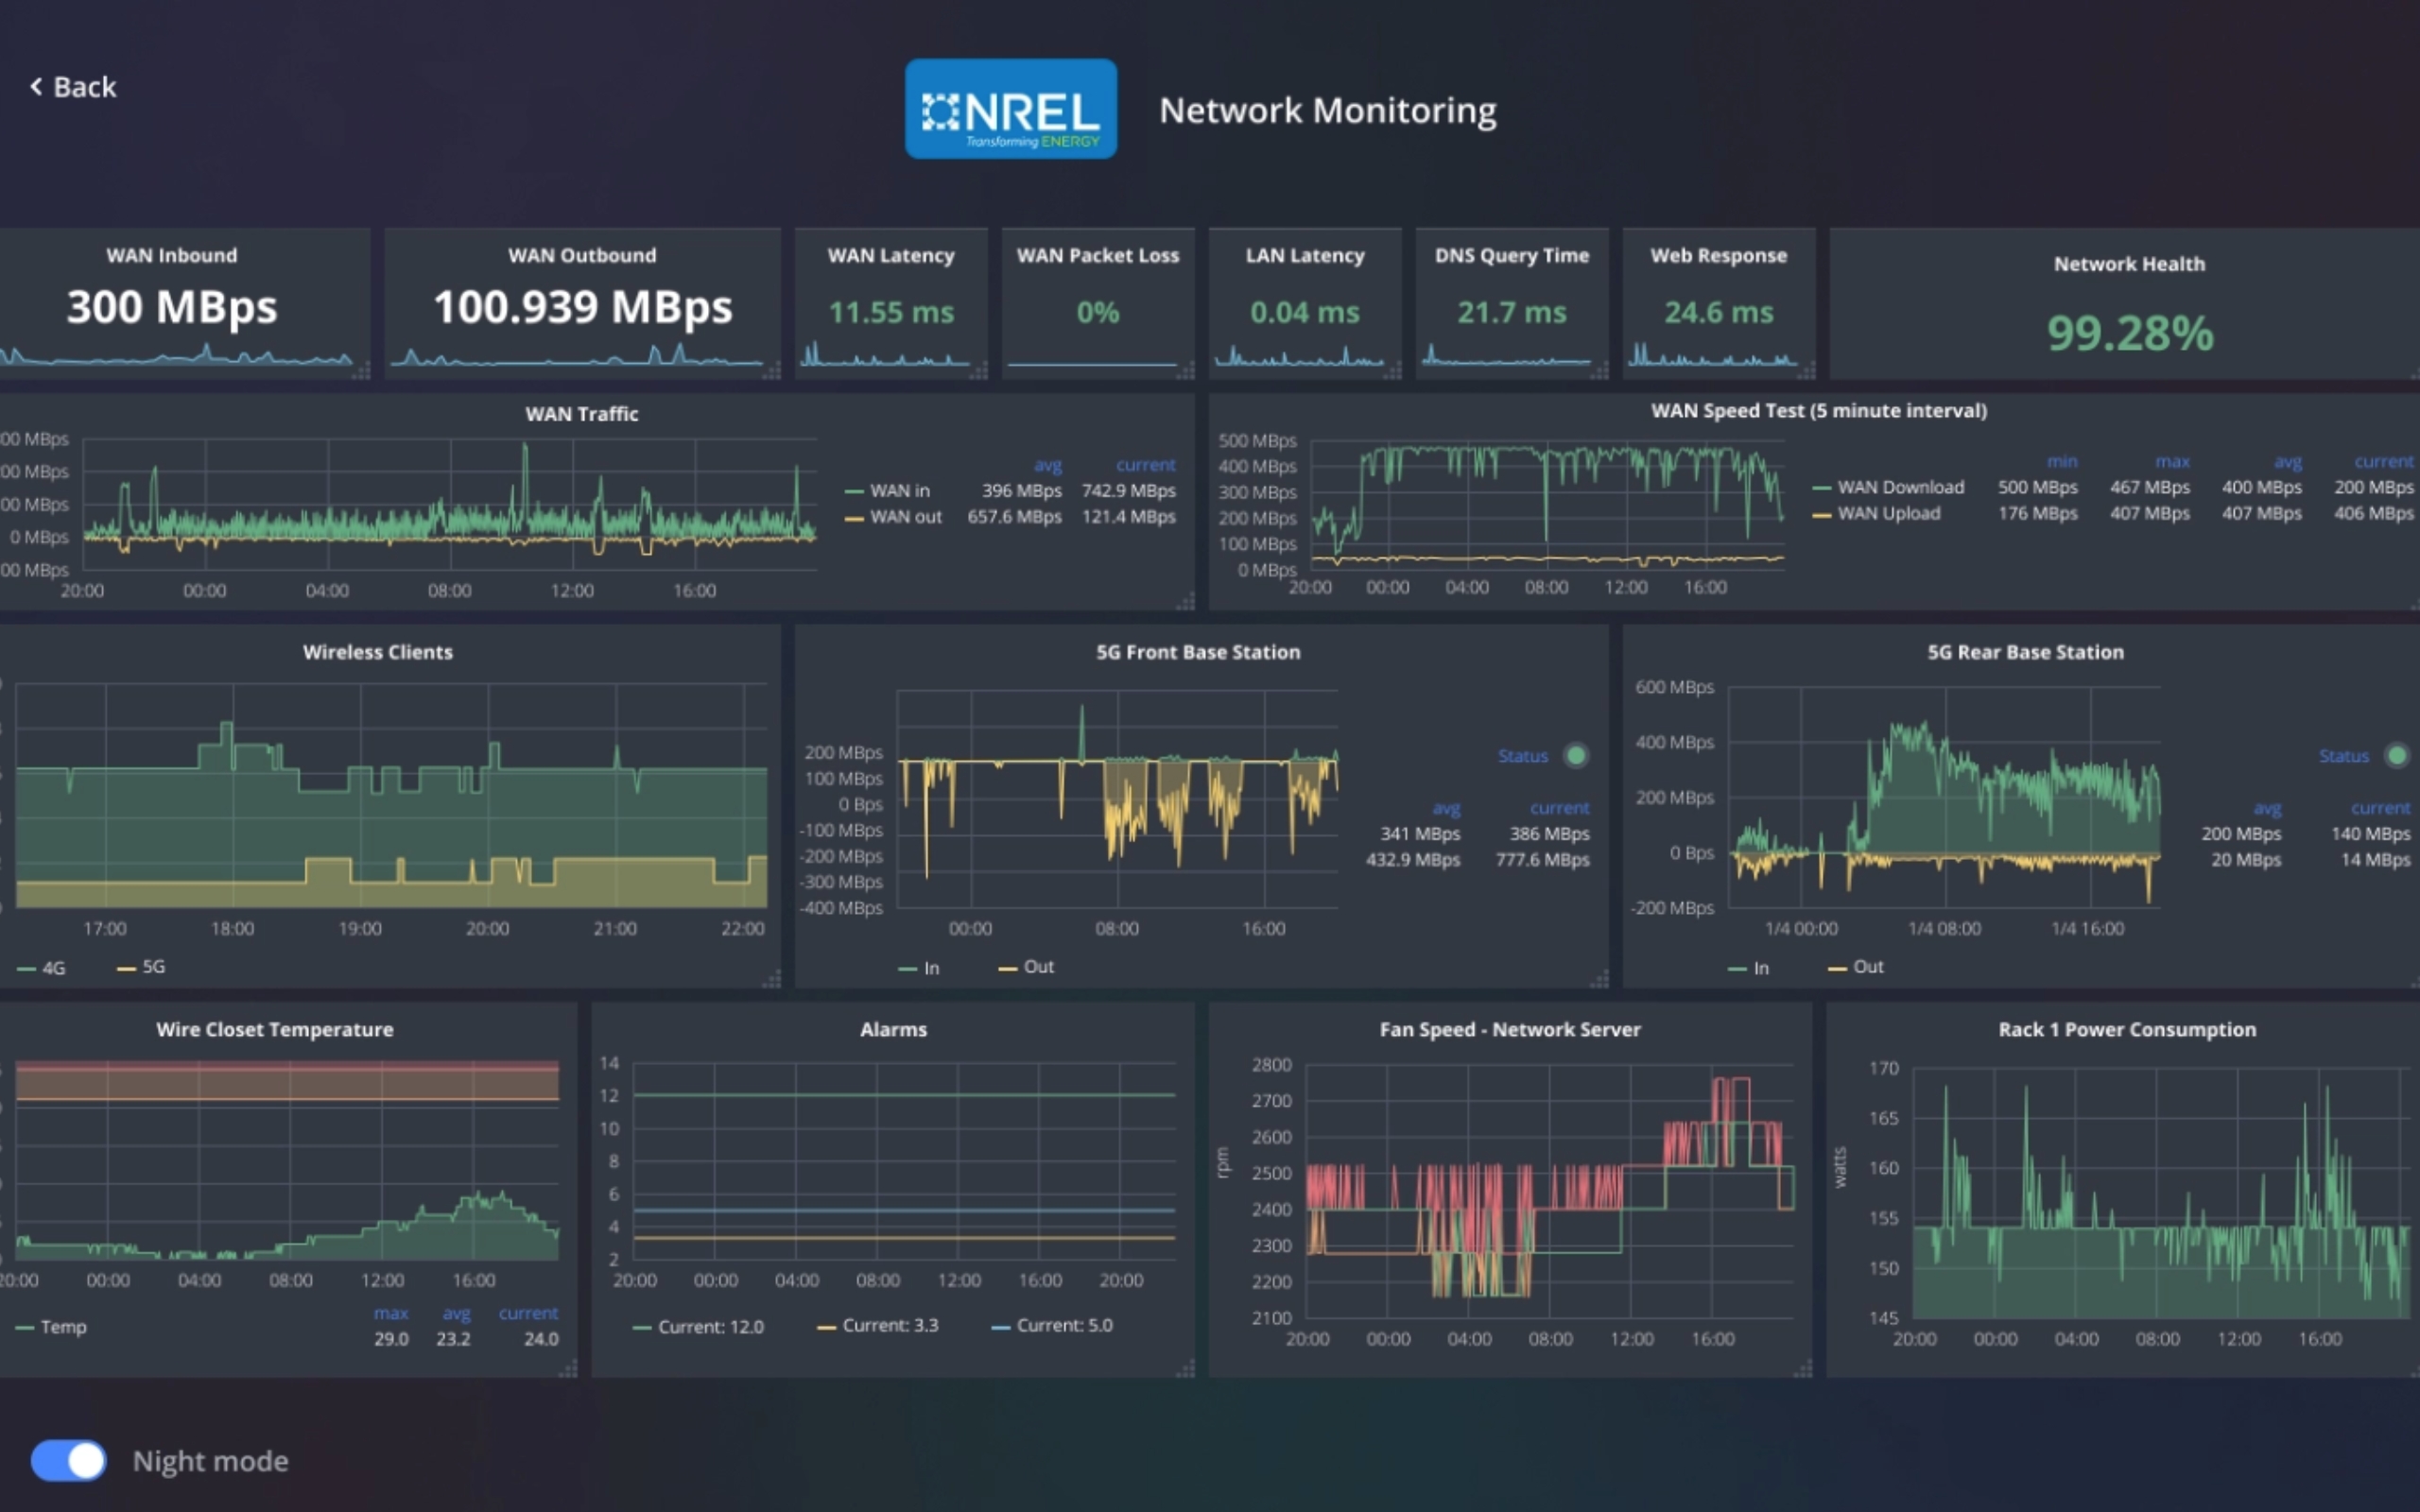 Back
NREL
Transforming ENERGY
Network Monitoring
WAN Inbound
300 MBps
WAN Outbound
100.939 MBps
WAN Latency
11.55 ms
WAN Packet Loss
0%
LAN Latency
0.04 ms
DNS Query Time
21.7 ms
Web Response
24.6 ms
Network Health
99.28%
WAN Traffic
00 MBps
00 MBps
00 MBps
0 MBps
00 MBps
20:00 00:00 04:00 08:00 12:00 16:00
avg current
WAN in 396 MBps 742.9 MBps
WAN out 657.6 MBps 121.4 MBps
WAN Speed Test (5 minute interval)
500 MBps
400 MBps
300 MBps
200 MBps
100 MBps
0 MBps
20:00 00:00 04:00 08:00 12:00 16:00
min max avg current
WAN Download 500 MBps 467 MBps 400 MBps 200 MBps
WAN Upload 176 MBps 407 MBps 407 MBps 406 MBps
Wireless Clients
17:00 18:00 19:00 20:00 21:00 22:00
4G 5G
5G Front Base Station
200 MBps
100 MBps
0 Bps
-100 MBps
-200 MBps
-300 MBps
-400 MBps
00:00 08:00 16:00
In Out
Status
avg current
341 MBps 386 MBps
432.9 MBps 777.6 MBps
5G Rear Base Station
600 MBps
400 MBps
200 MBps
0 Bps
-200 MBps
1/4 00:00 1/4 08:00 1/4 16:00
In Out
Status
avg current
200 MBps 140 MBps
20 MBps 14 MBps
Wire Closet Temperature
20:00 00:00 04:00 08:00 12:00 16:00
max avg current
Temp 29.0 23.2 24.0
Alarms
14
12
10
8
6
4
2
20:00 00:00 04:00 08:00 12:00 16:00 20:00
Current: 12.0 Current: 3.3 Current: 5.0
Fan Speed - Network Server
rpm
2800
2700
2600
2500
2400
2300
2200
2100
20:00 00:00 04:00 08:00 12:00 16:00
Rack 1 Power Consumption
watts
170
165
160
155
150
145
20:00 00:00 04:00 08:00 12:00 16:00
Night mode